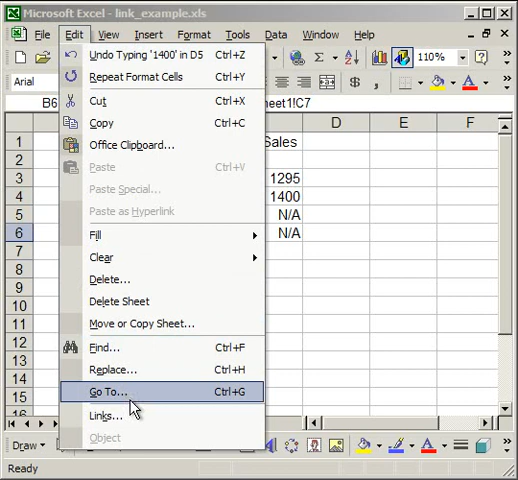 Microsoft Excel - link_example.xls
File Edit View Insert Format Tools Data Window Help
110%
Arial
B6 eet1!C7
D E F
1 Sales
2
3 1295
4 1400
5 N/A
6 N/A
7
8
9
10
11
12
13
14
15
16
Undo Typing '1400' in D5 Ctrl+Z
Repeat Format Cells Ctrl+Y
Cut Ctrl+X
Copy Ctrl+C
Office Clipboard...
Paste Ctrl+V
Paste Special...
Paste as Hyperlink
Fill
Clear
Delete...
Delete Sheet
Move or Copy Sheet...
Find... Ctrl+F
Replace... Ctrl+H
Go To... Ctrl+G
Links...
Object
Draw
Ready